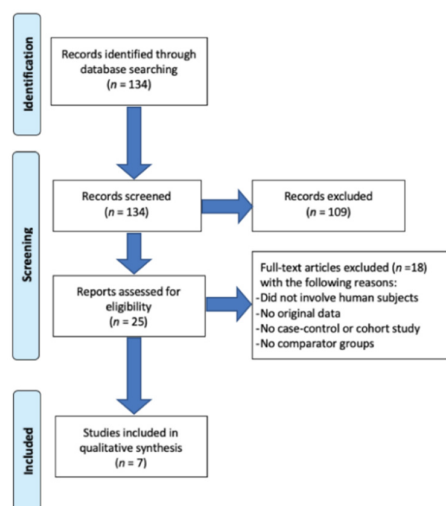 Identification
Records identified through
database searching
(n = 134)
Screening
Records screened
(n = 134)
Records excluded
(n = 109)
Reports assessed for
eligibility
(n = 25)
Full-text articles excluded (n =18)
with the following reasons:
-Did not involve human subjects
-No original data
-No case-control or cohort study
-No comparator groups
Included
Studies included in
qualitative synthesis
(n = 7)